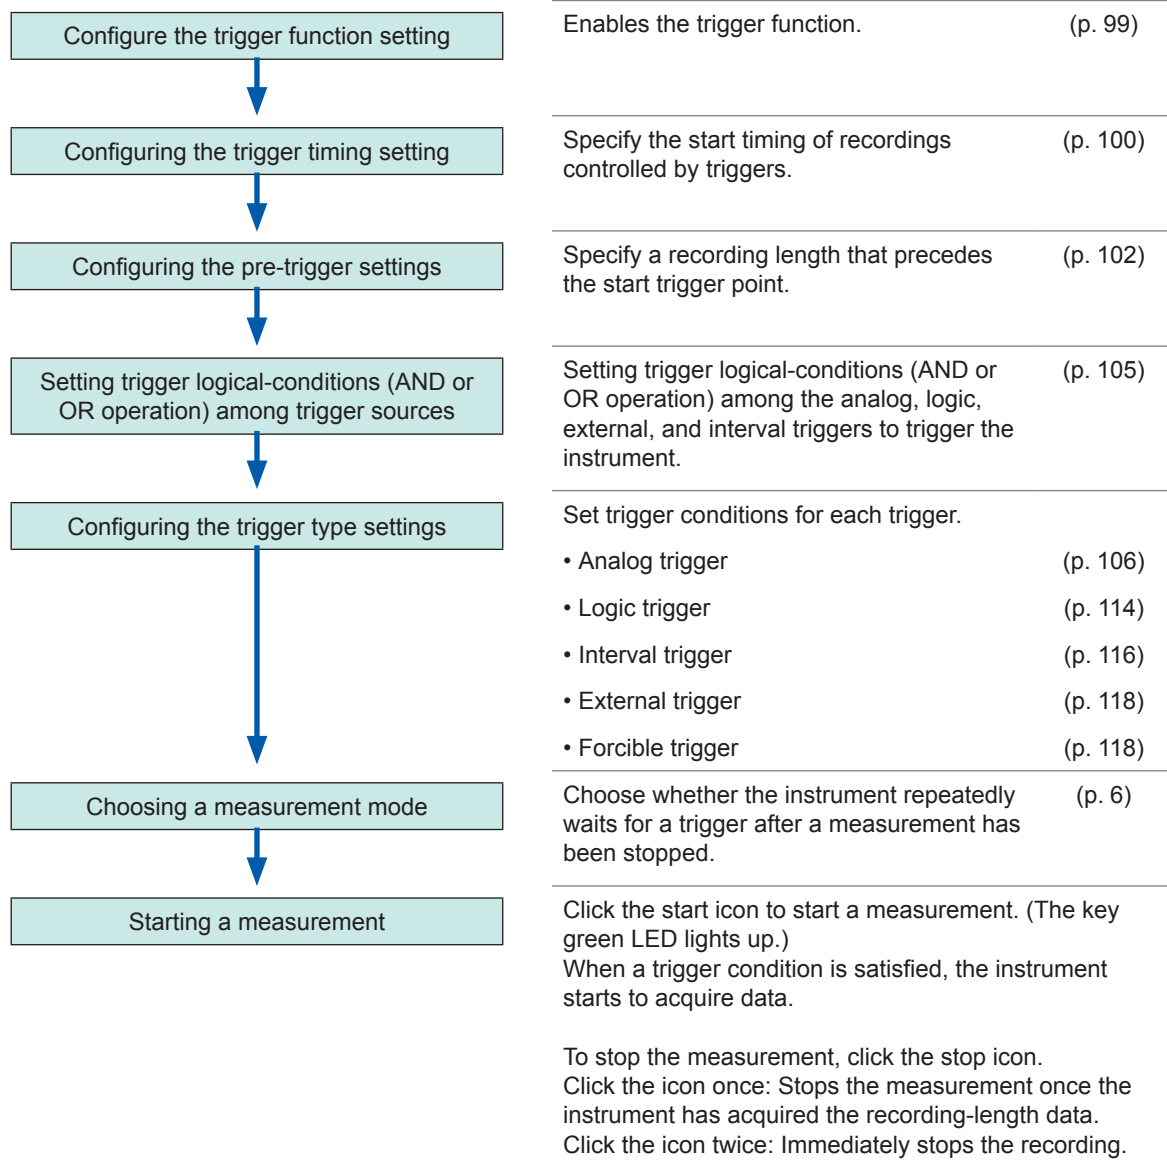 Configure the trigger function setting
Enables the trigger function. (p. 99)
Configuring the trigger timing setting
Specify the start timing of recordings (p. 100)
controlled by triggers.
Configuring the pre-trigger settings
Specify a recording length that precedes (p. 102)
the start trigger point.
Setting trigger logical-conditions (AND or
OR operation) among trigger sources
Setting trigger logical-conditions (AND or (p. 105)
OR operation) among the analog, logic,
external, and interval triggers to trigger the
instrument.
Configuring the trigger type settings
Set trigger conditions for each trigger.
• Analog trigger (p. 106)
• Logic trigger (p. 114)
• Interval trigger (p. 116)
• External trigger (p. 118)
• Forcible trigger (p. 118)
Choosing a measurement mode
Choose whether the instrument repeatedly (p. 6)
waits for a trigger after a measurement has
been stopped.
Starting a measurement
Click the start icon to start a measurement. (The key
green LED lights up.)
When a trigger condition is satisfied, the instrument
starts to acquire data.
To stop the measurement, click the stop icon.
Click the icon once: Stops the measurement once the
instrument has acquired the recording-length data.
Click the icon twice: Immediately stops the recording.